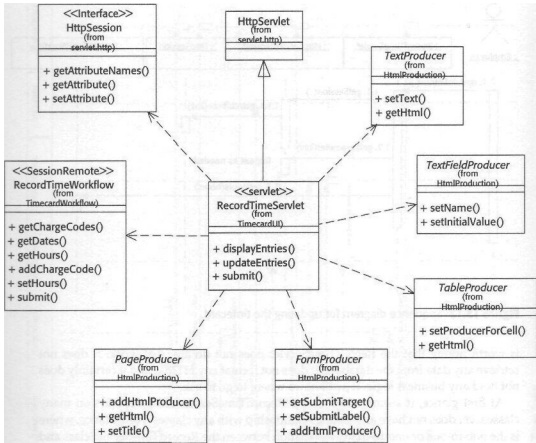 <<Interface>>
HttpSession
(from
servlet.http)
+ getAttributeNames()
+ getAttribute()
+ setAttribute()
HttpServlet
(from
servlet.http)
TextProducer
(from
HtmlProduction)
+ setText()
+ getHtml()
<<SessionRemote>>
RecordTimeWorkflow
(from
TimecardWorkflow)
+ getChargeCodes()
+ getDates()
+ getHours()
+ addChargeCode()
+ setHours()
+ submit()
<<servlet>>
RecordTimeServlet
(from
TimecardUI)
+ displayEntries()
+ updateEntries()
+ submit()
TextFieldProducer
(from
HtmlProduction)
+ setName()
+ setInitialValue()
TableProducer
(from
HtmlProduction)
+ setProducerForCell()
+ getHtml()
PageProducer
(from
HtmlProduction)
+ addHtmlProducer()
+ getHtml()
+ setTitle()
FormProducer
(from
HtmlProduction)
+ setSubmitTarget()
+ setSubmitLabel()
+ addHtmlProducer()